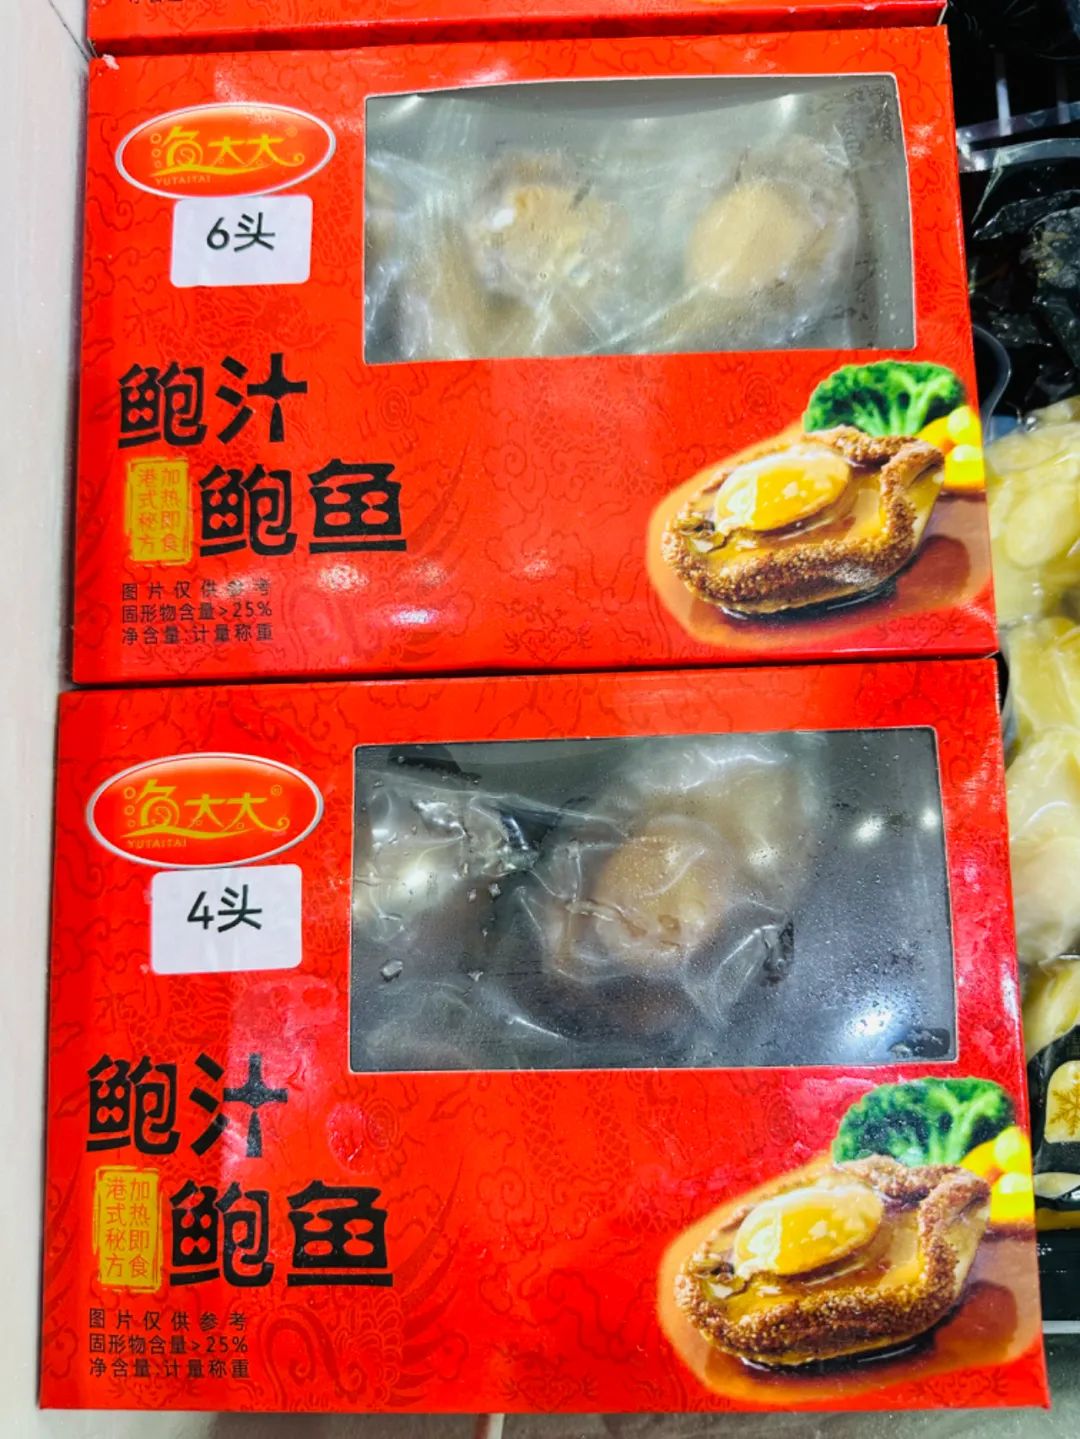 渔太太®
YUTAITAI
6头
鲍汁
鲍鱼
港式秘方
加热即食
图片仅供参考
固形物含量>25%
净含量:计量称重
渔太太®
YUTAITAI
4头
鲍汁
鲍鱼
港式秘方
加热即食
图片仅供参考
固形物含量>25%
净含量:计量称重